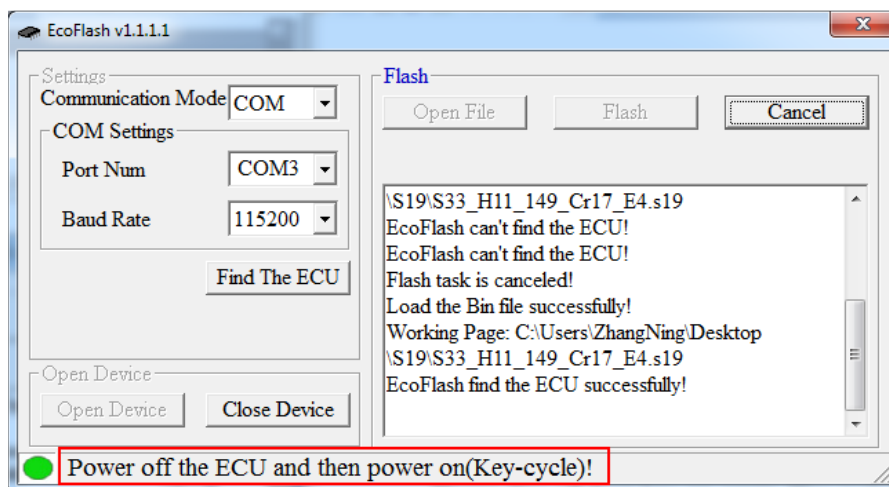 EcoFlash v1.1.1.1
Settings
Communication Mode COM
COM Settings
Port Num COM3
Baud Rate 115200
Find The ECU
Open Device
Open Device Close Device
Flash
Open File Flash Cancel
\S19\S33_H11_149_Cr17_E4.s19
EcoFlash can't find the ECU!
EcoFlash can't find the ECU!
Flash task is canceled!
Load the Bin file successfully!
Working Page: C:\Users\ZhangNing\Desktop
\S19\S33_H11_149_Cr17_E4.s19
EcoFlash find the ECU successfully!
Power off the ECU and then power on(Key-cycle)!